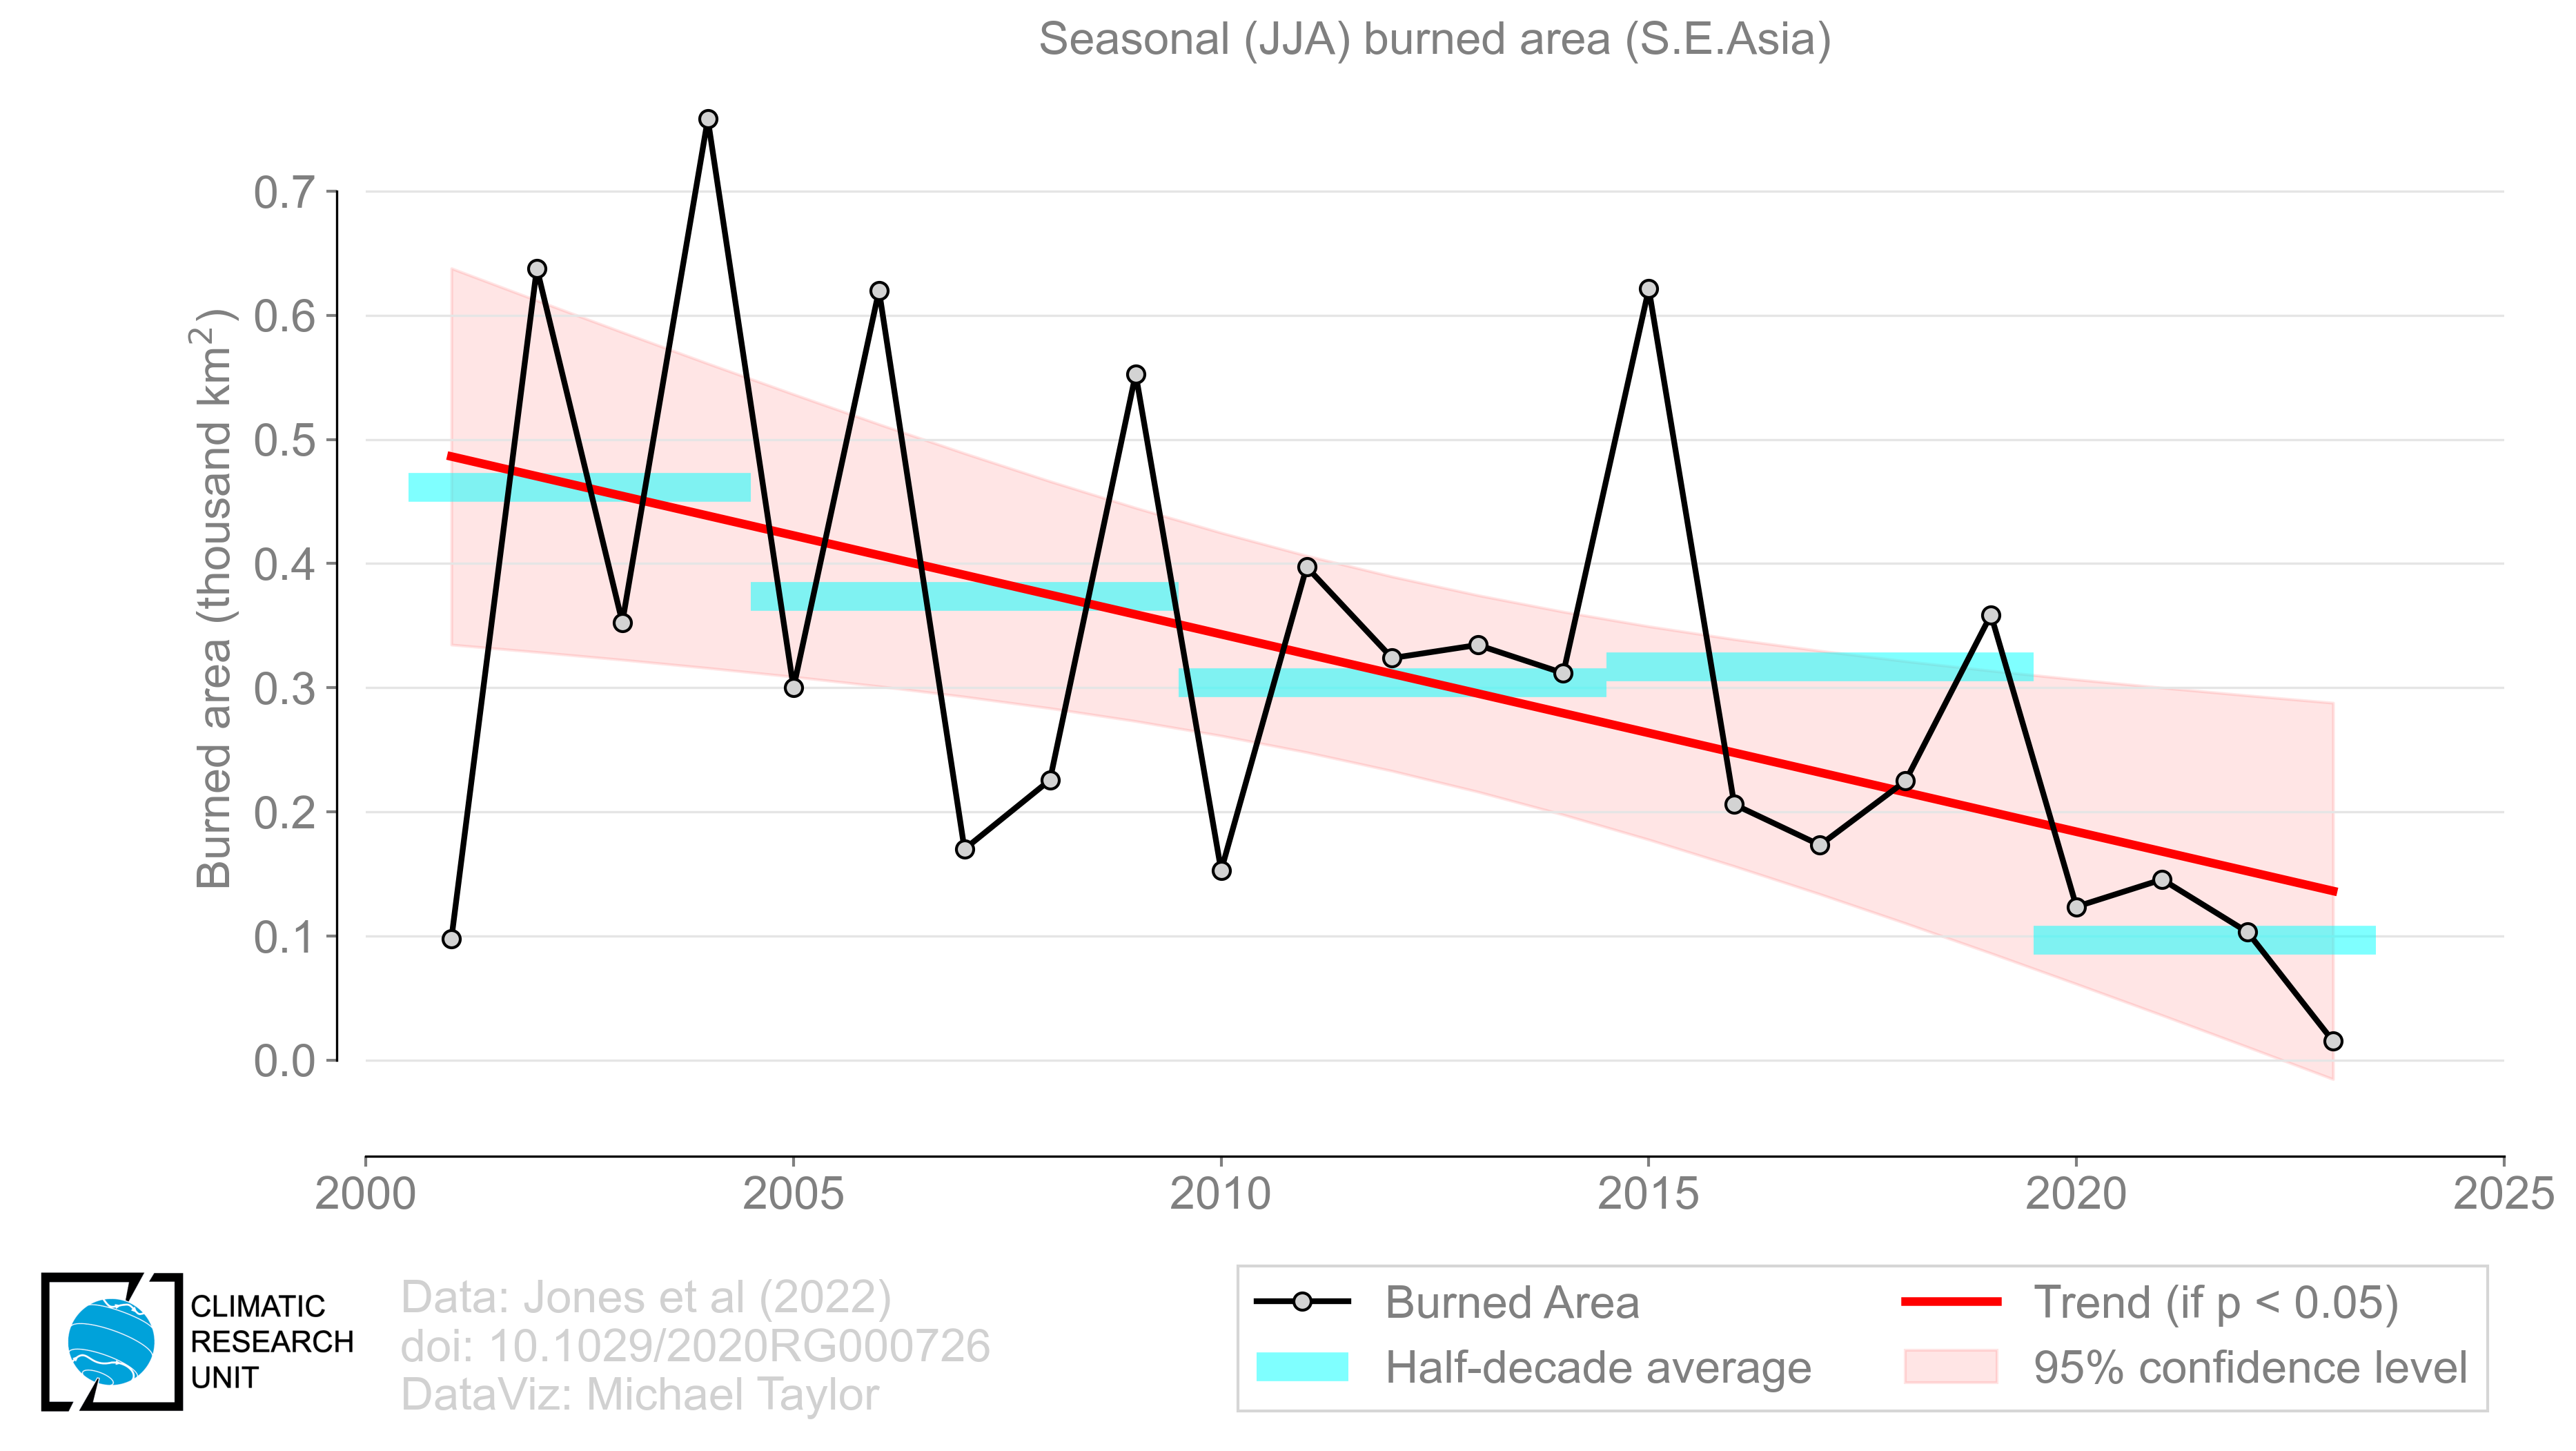 Seasonal (JJA) burned area (S.E.Asia)
Burned area (thousand km²)
0.7
0.6
0.5
0.4
0.3
0.2
0.1
0.0
2000 2005 2010 2015 2020 2025
CLIMATIC
RESEARCH
UNIT
Data: Jones et al (2022)
doi: 10.1029/2020RG000726
DataViz: Michael Taylor
Burned Area
Half-decade average
Trend (if p < 0.05)
95% confidence level